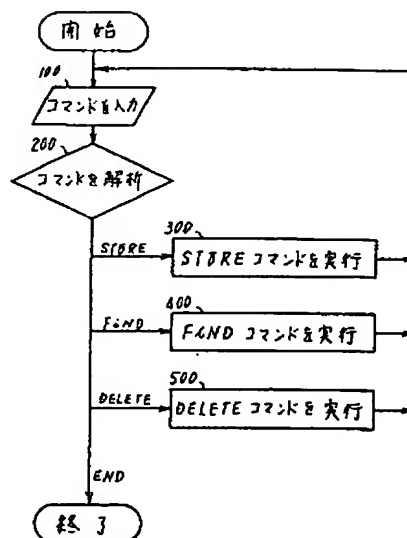 開始
100
コマンドを入力
200
コマンドを解析
STORE
300
STORE コマンドを実行
FiND
400
FiND コマンドを実行
DELETE
500
DELETE コマンドを実行
END
終了